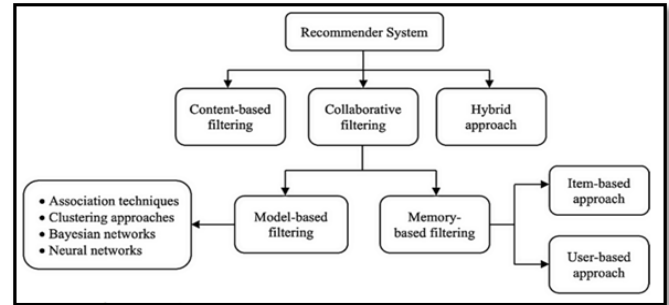 Recommender System
Content-based
filtering
Collaborative
filtering
Hybrid
approach
• Association techniques
• Clustering approaches
• Bayesian networks
• Neural networks
Model-based
filtering
Memory-
based filtering
Item-based
approach
User-based
approach